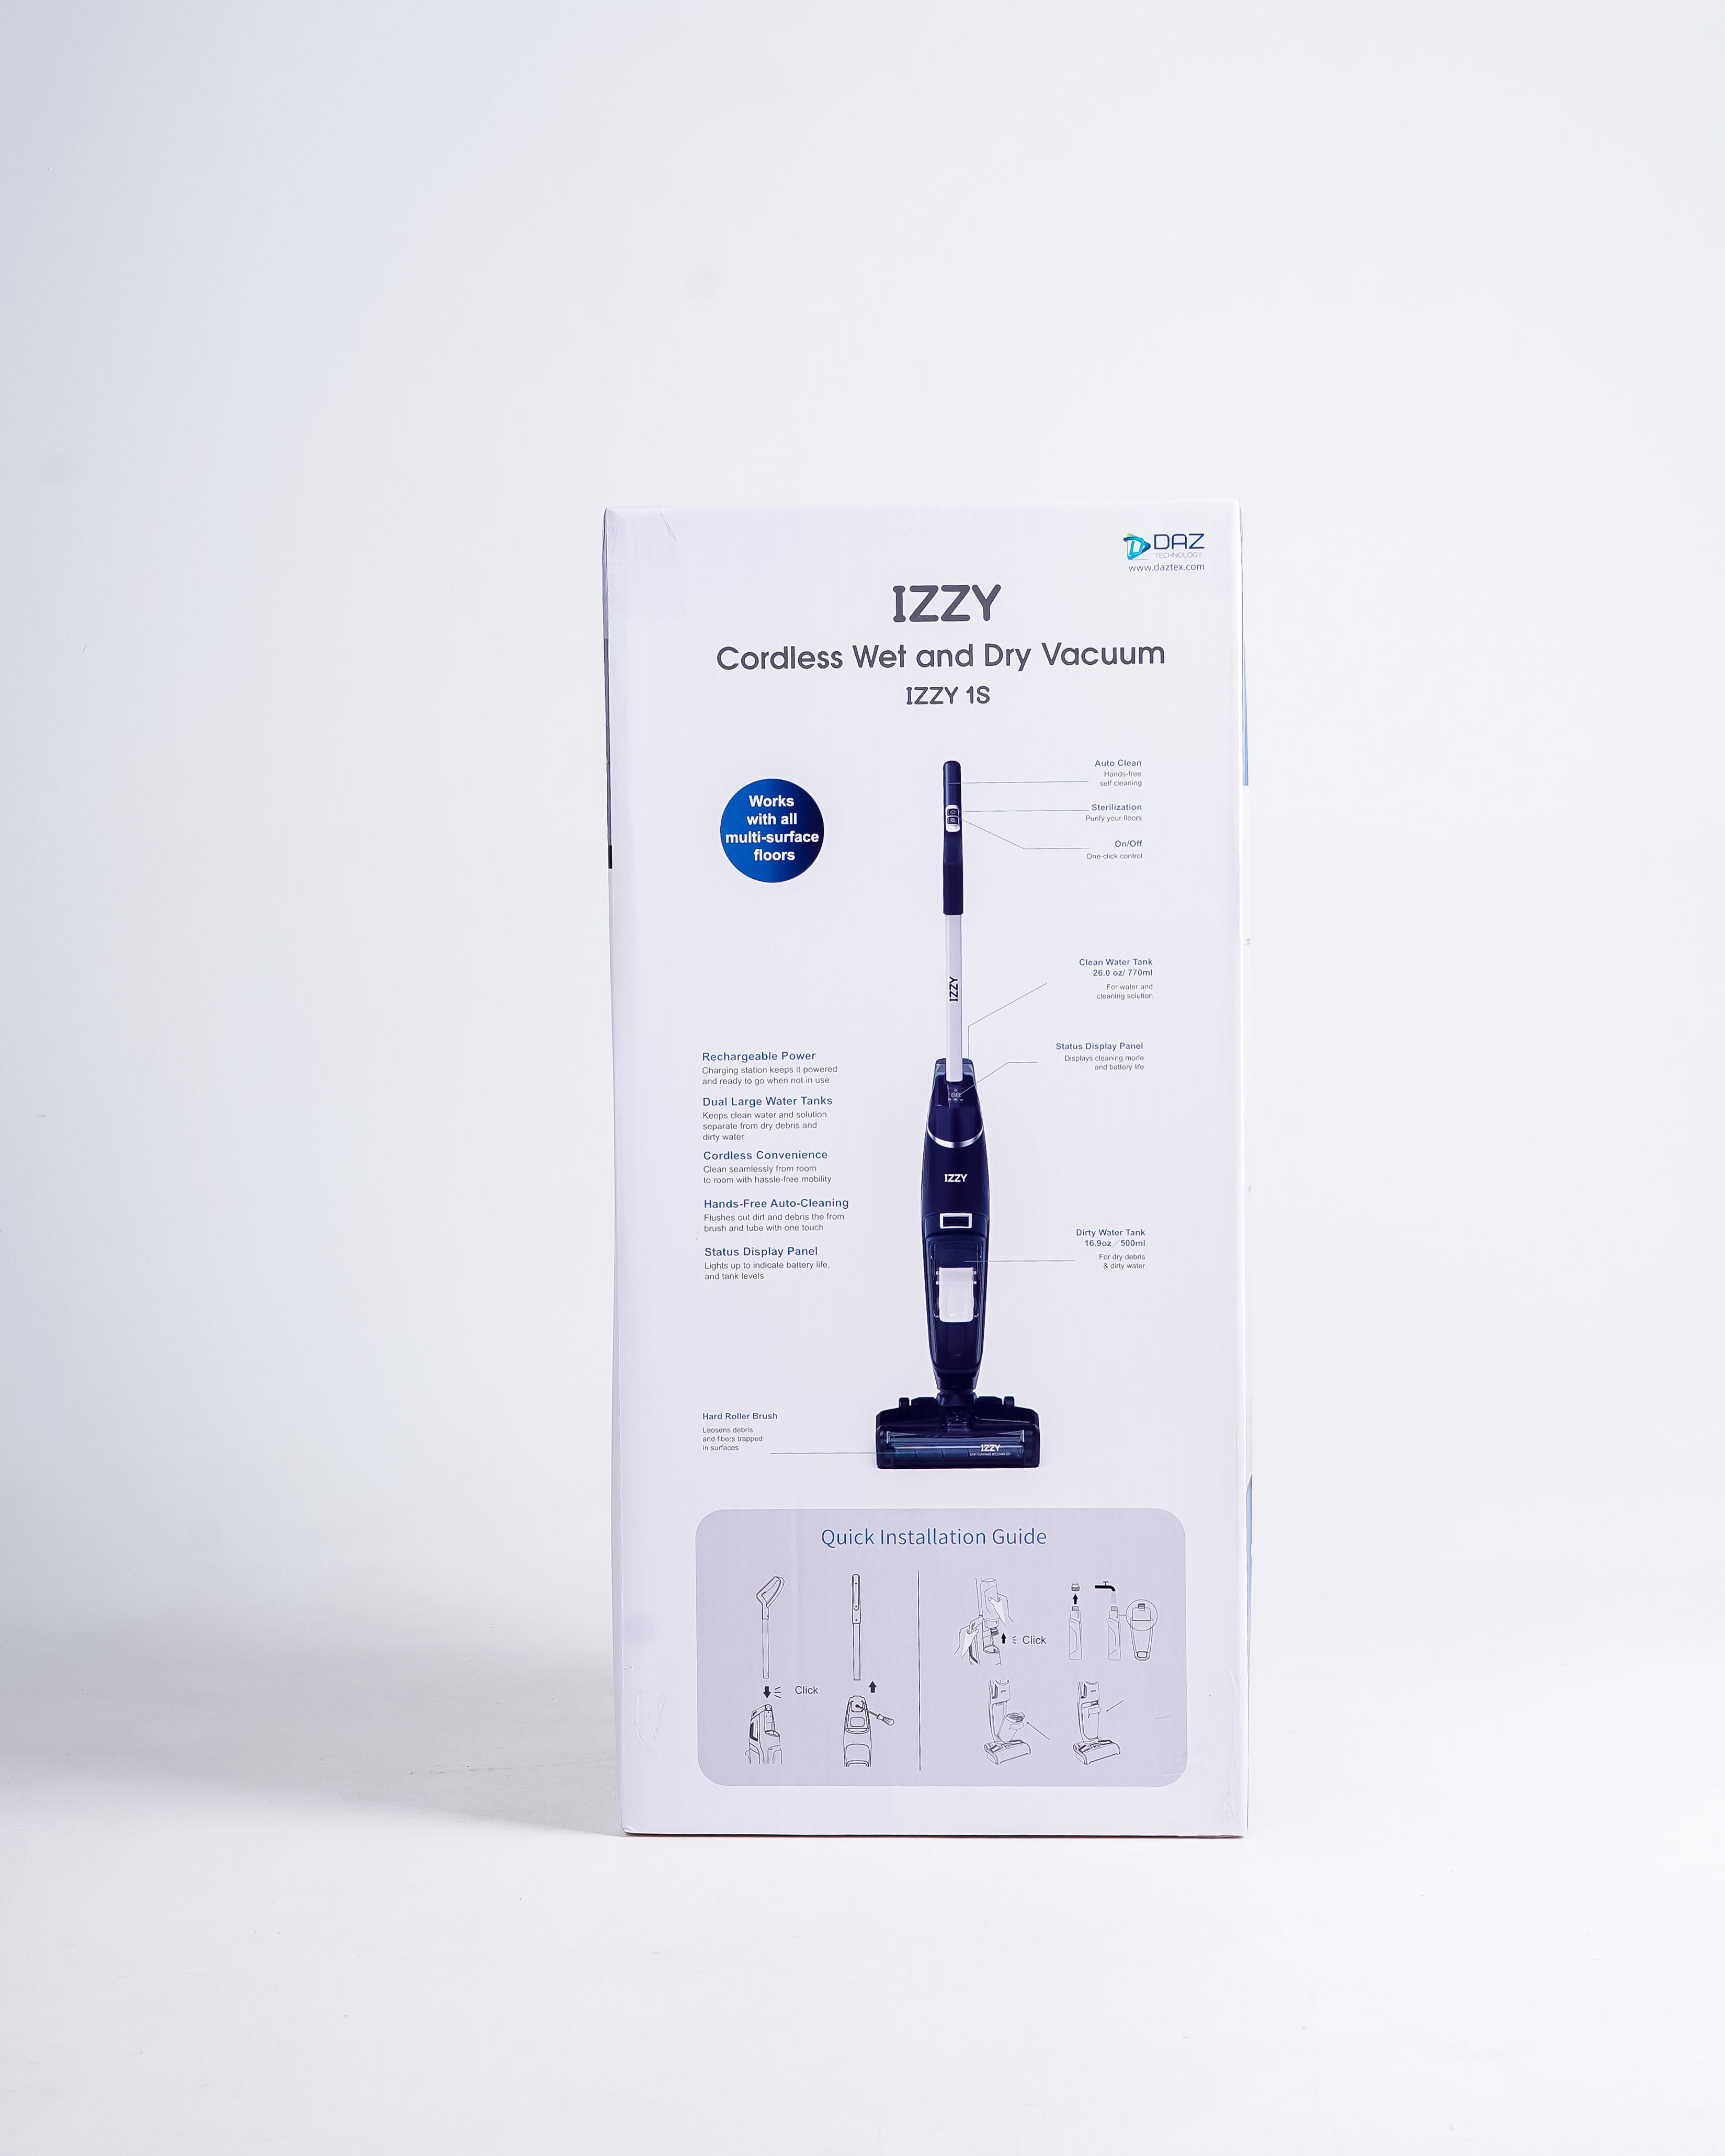 DAZ
TECHNOLOGY
www.daztex.com
IZZY
Cordless Wet and Dry Vacuum
IZZY 1S
Works
with all
multi-surface
floors
Auto Clean
Hands-free
self cleaning
Sterilization
Purify your floors
On/Off
One-click control
IZZY
Clean Water Tank
26.0 oz/ 770ml
For water and
cleaning solution
Status Display Panel
Displays cleaning mode
and battery life
Rechargeable Power
Charging station keeps it powered
and ready to go when not in use
Dual Large Water Tanks
Keeps clean water and solution
separate from dry debris and
dirty water
Cordless Convenience
Clean seamlessly from room
to room with hassle-free mobility
Hands-Free Auto-Cleaning
Flushes out dirt and debris the from
brush and tube with one touch
Status Display Panel
Lights up to indicate battery life,
and tank levels
IZZY
Dirty Water Tank
16.9oz / 500ml
For dry debris
& dirty water
Hard Roller Brush
Loosens debris
and fibers trapped
in surfaces
IZZY
Quick Installation Guide
Click
Click